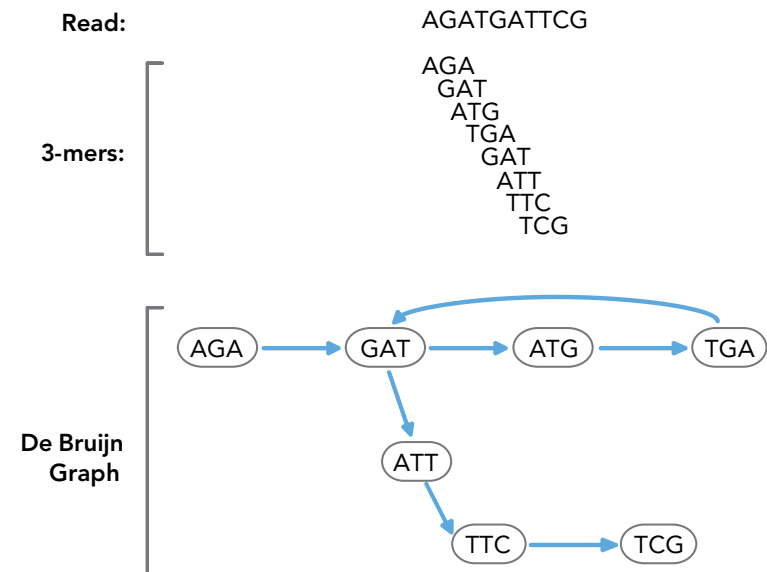 Read:
AGATGATTCG
3-mers:
AGA
GAT
ATG
TGA
GAT
ATT
TTC
TCG
De Bruijn
Graph
AGA
GAT
ATG
TGA
ATT
TTC
TCG